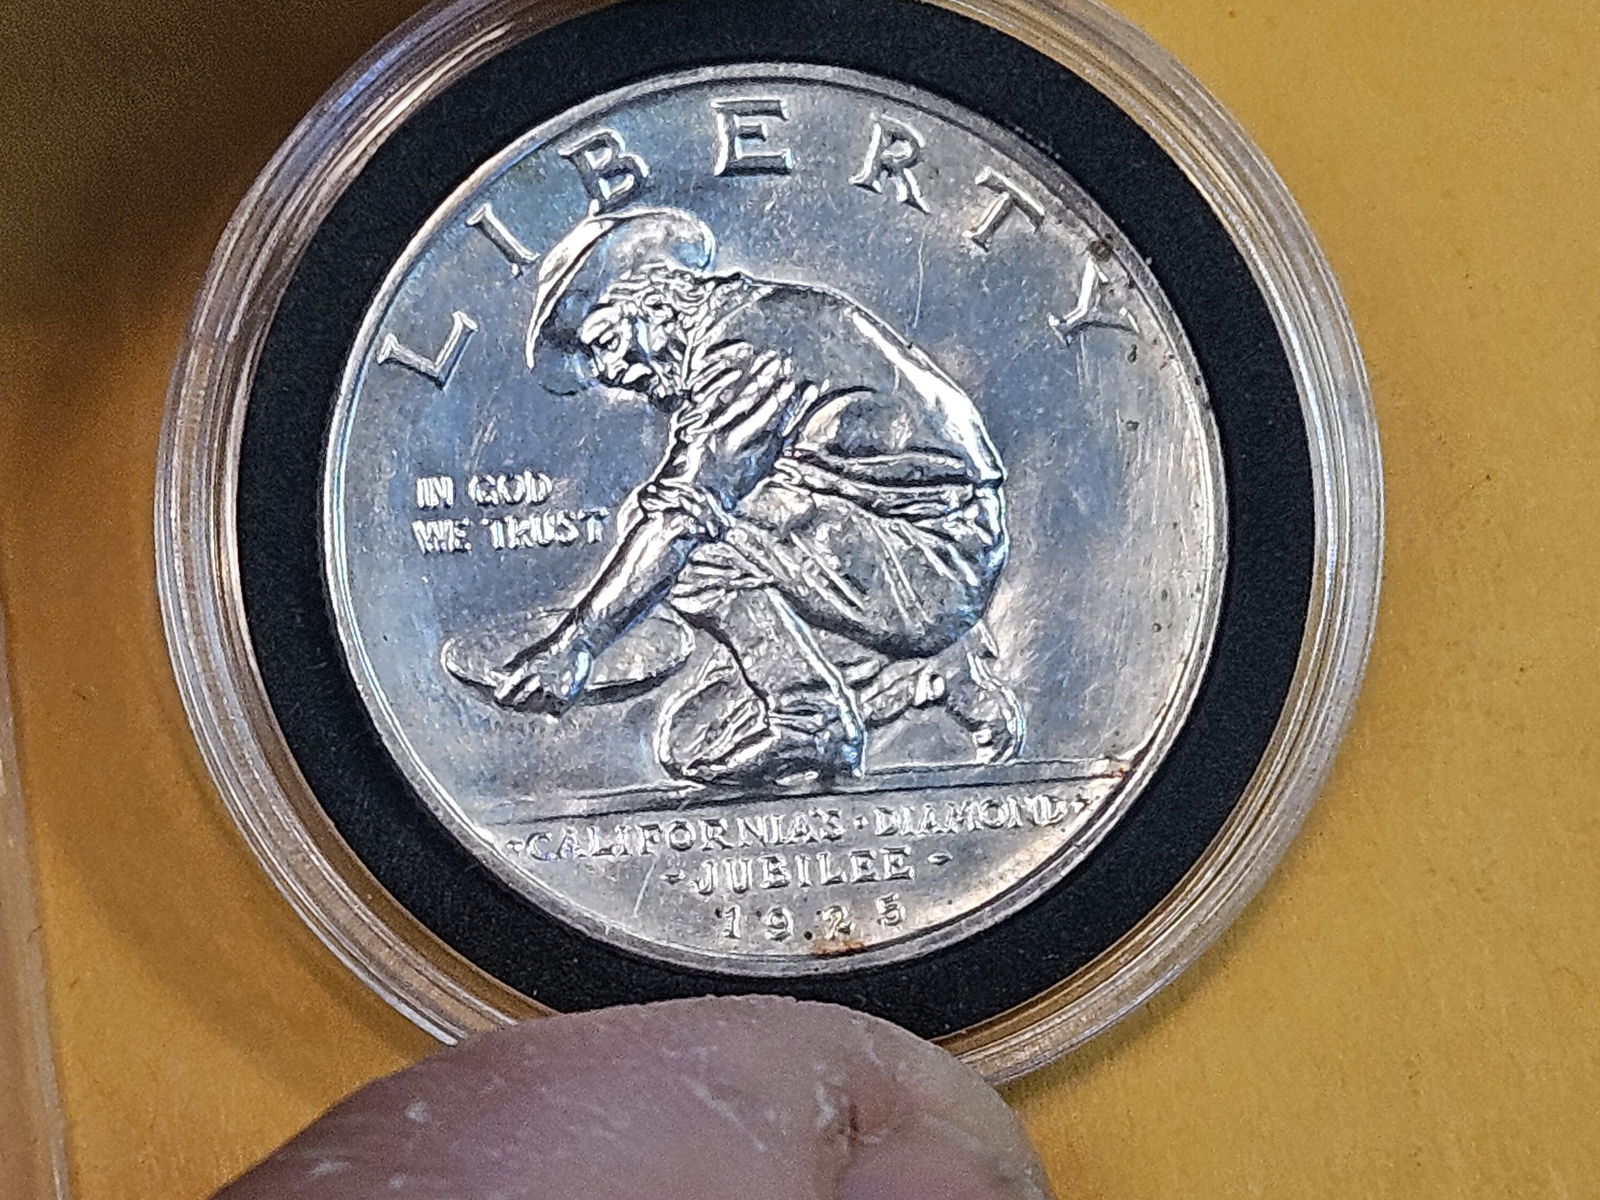 LIBERTY
IN GOD
WE TRUST
·CALIFORNIA'S·DIAMOND·
·JUBILEE·
1925